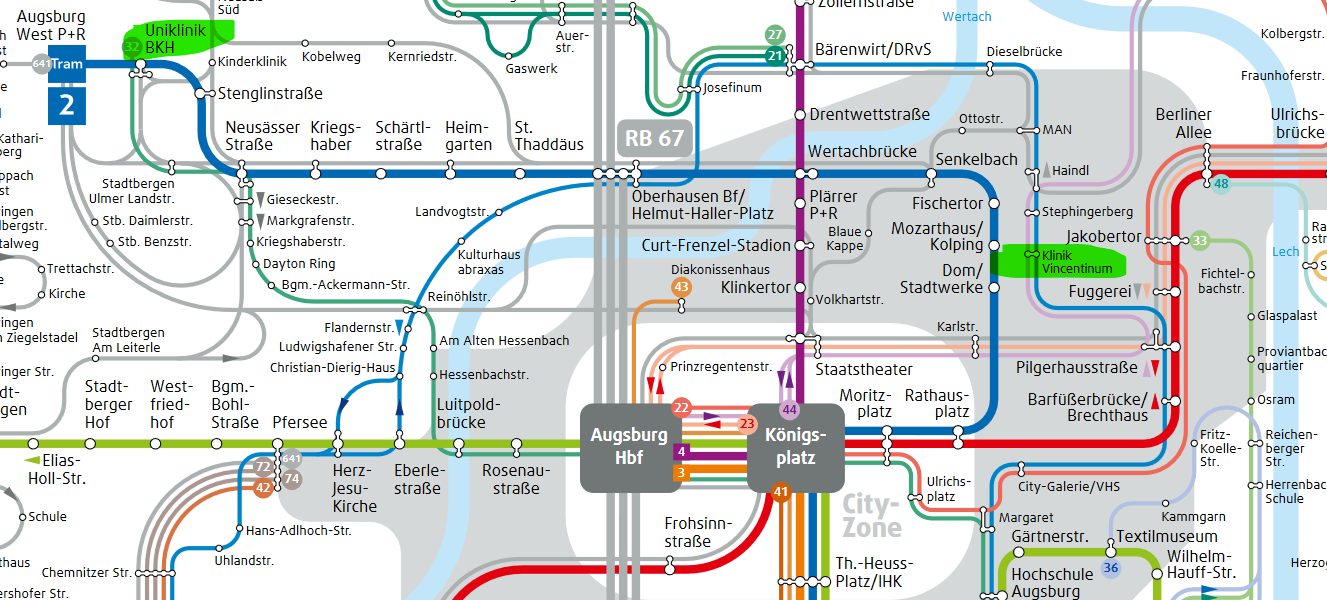 Süd
Zollernstraße
Augsburg
West P+R
Uniklinik
BKH
32
Auer-
str.
Wertach
27
21
Bärenwirt/DRvS
Dieselbrücke
Kolbergstr.
641
Tram
2
Kinderklinik
Kobelweg
Kernriedstr.
Gaswerk
Josefinum
Fraunhoferstr.
Stenglinstraße
Drentwettstraße
Ottostr.
MAN
Berliner
Allee
Ulrichs-
brücke
Neusässer
Straße
Kriegs-
haber
Schärtl-
straße
Heim-
garten
St.
Thaddäus
RB 67
Wertachbrücke
Senkelbach
Haindl
48
Stadtbergen
Ulmer Landstr.
Stb. Daimlerstr.
Stb. Benzstr.
Gieseckestr.
Markgrafenstr.
Kriegshaberstr.
Dayton Ring
Bgm.-Ackermann-Str.
Landvogtstr.
Kulturhaus
abraxas
Reinöhlstr.
Oberhausen Bf/
Helmut-Haller-Platz
Plärrer
P+R
Blaue
Kappe
Curt-Frenzel-Stadion
Diakonissenhaus
43
Klinkertor
Volkhartstr.
Fischertor
Mozarthaus/
Kolping
Dom/
Stadtwerke
Stephingerberg
Klinik
Vincentinum
Jakobertor
33
Lech
Fuggerei
Fichtel-
bachstr.
Glaspalast
Trettachstr.
Kirche
Ziegelstadel
Stadtbergen
Am Leiterle
Flandernstr.
Ludwigshafener Str.
Christian-Dierig-Haus
Am Alten Hessenbach
Hessenbachstr.
Prinzregentenstr.
Karlstr.
Staatstheater
Pilgerhausstraße
Barfüßerbrücke/
Brechthaus
Proviantbach-
quartier
Osram
Stadt-
berger
Hof
West-
fried-
hof
Bgm.-
Bohl-
Straße
Pfersee
Luitpold-
brücke
Augsburg
Hbf
22
23
44
4
3
Königs-
platz
Moritz-
platz
Rathaus-
platz
Fritz-
Koelle-
Str.
Reichen-
berger
Str.
Elias-
Holl-Str.
72
641
74
42
Herz-
Jesu-
Kirche
Eberle-
straße
Rosenau-
straße
41
City-
Zone
Ulrichs-
platz
City-Galerie/VHS
Herrenbach
Schule
Schule
Hans-Adlhoch-Str.
Uhlandstr.
Chemnitzer Str.
Frohsinn-
straße
Th.-Heuss-
Platz/IHK
Margaret
Gärtnerstr.
Kammgarn
Textilmuseum
36
Wilhelm-
Hauff-Str.
Hochschule
Augsburg